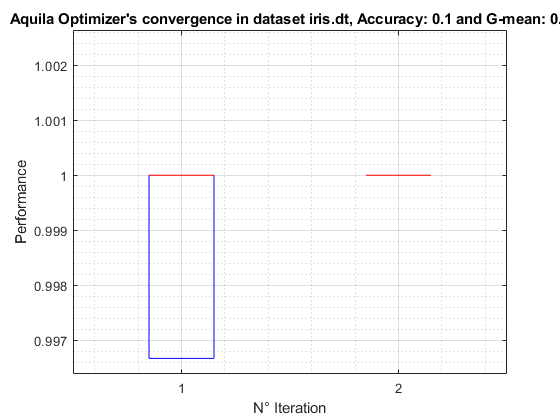 Aquila Optimizer's convergence in dataset iris.dt, Accuracy: 0.1 and G-mean: 0.
1.002
1.001
1
0.999
0.998
0.997
Performance
1
2
N° Iteration